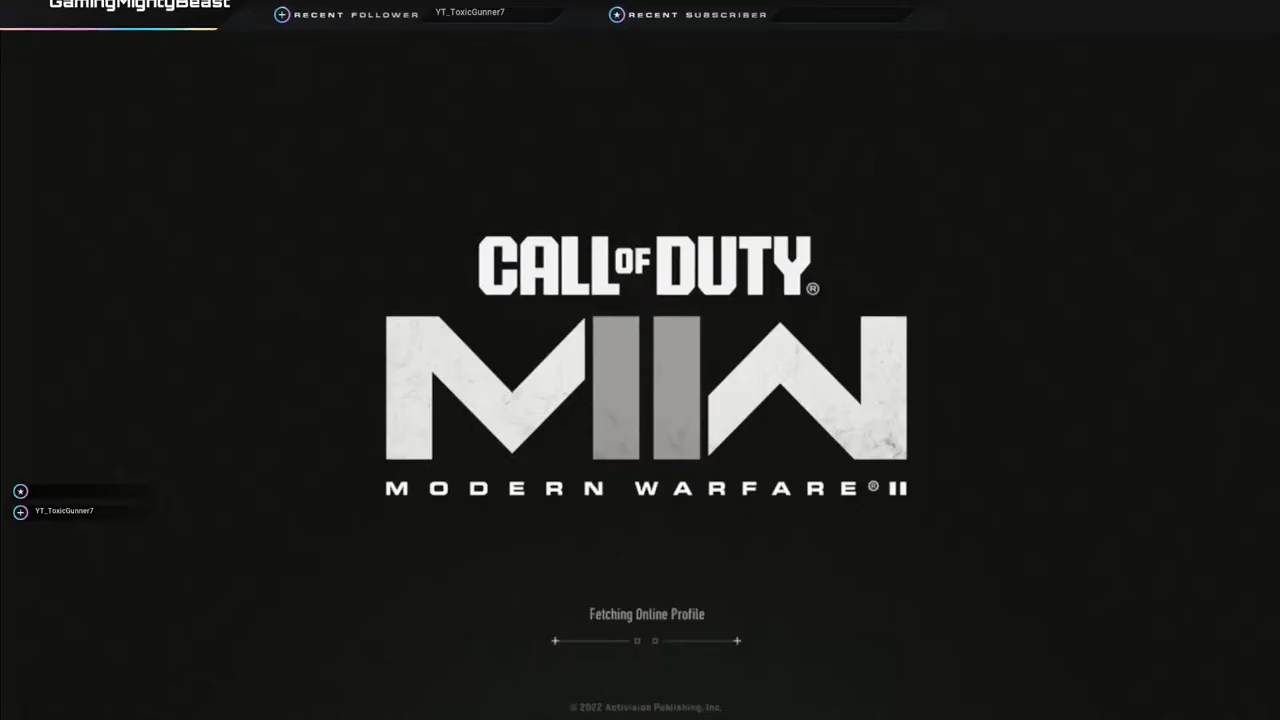 GamingMightyBeast
RECENT FOLLOWER YT_ToxicGunner7
RECENT SUBSCRIBER
CALL OF DUTY®
MIIW
MODERN WARFARE® II
YT_ToxicGunner7
Fetching Online Profile
© 2022 Activision Publishing, Inc.